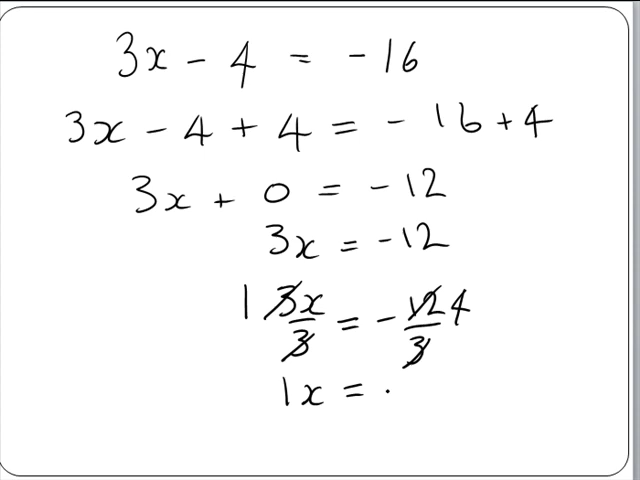 3x - 4 = -16
3x - 4 + 4 = -16 + 4
3x + 0 = -12
3x = -12
1 3x/3 = -12/3 4
1x = .